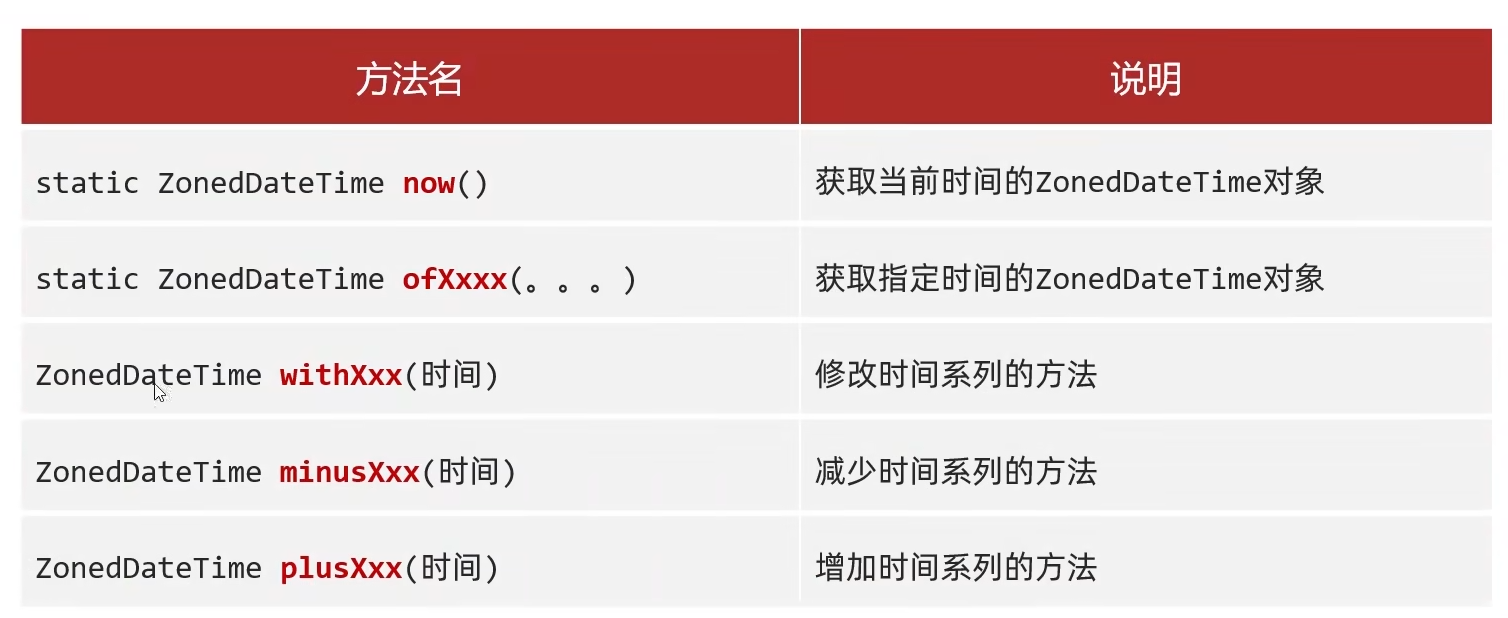 方法名 说明
static ZonedDateTime now() 获取当前时间的ZonedDateTime对象
static ZonedDateTime ofXxxx(。。。) 获取指定时间的ZonedDateTime对象
ZonedDateTime withXxx(时间) 修改时间系列的方法
ZonedDateTime minusXxx(时间) 减少时间系列的方法
ZonedDateTime plusXxx(时间) 增加时间系列的方法